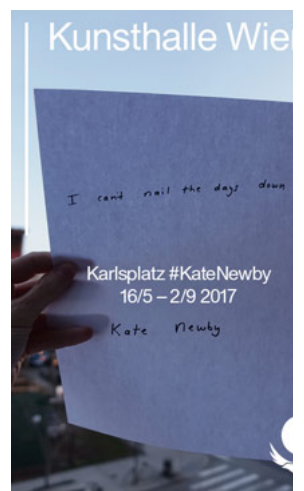 Kunsthalle Wie
I can't nail the days down
Karlsplatz #KateNewby
16/5 – 2/9 2017
Kate Newby